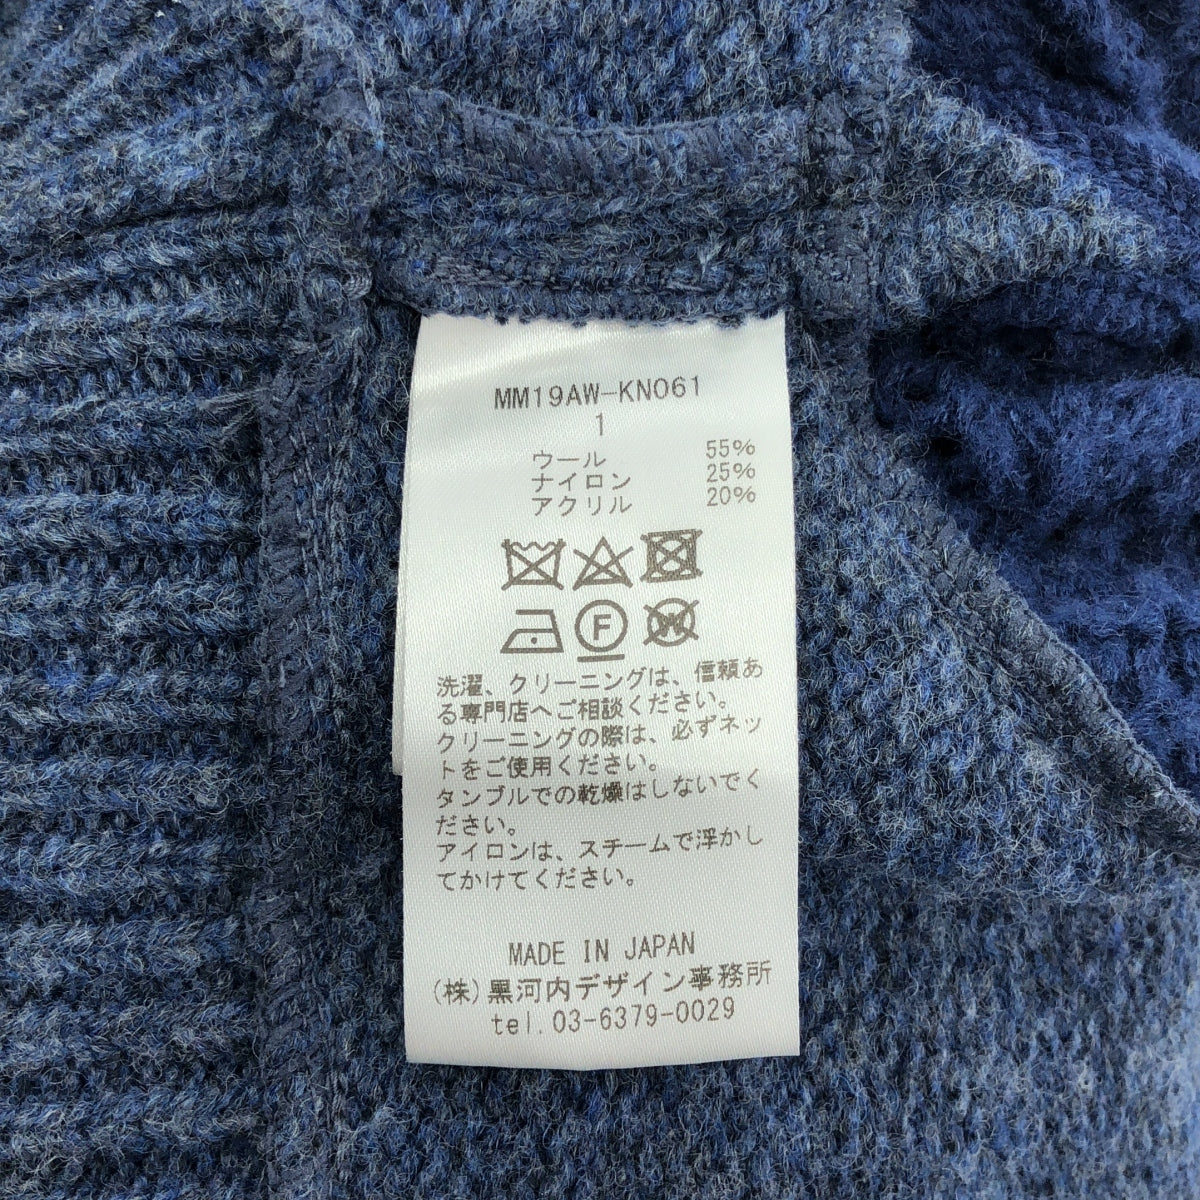 MM19AW-KN061
1
ウール 55%
ナイロン 25%
アクリル 20%
F
W
洗濯、クリーニングは、信頼あ
る専門店へご相談ください。
クリーニングの際は、必ずネッ
トをご使用ください。
タンブルでの乾燥はしないでく
ださい。
アイロンは、スチームで浮かし
てかけてください。
MADE IN JAPAN
(株)黒河内デザイン事務所
tel.03-6379-0029